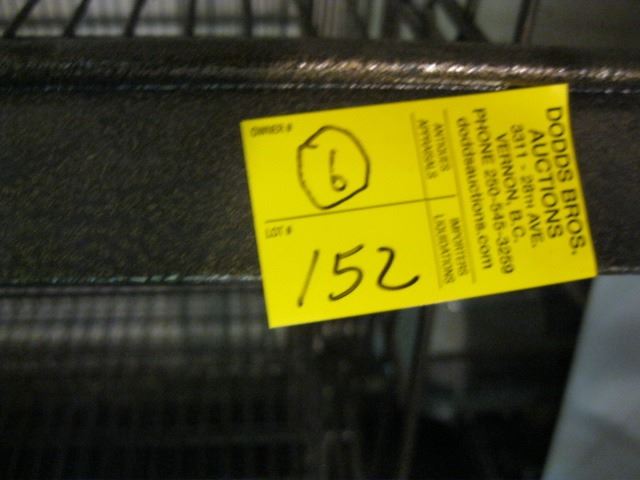 DODDS BROS.
AUCTIONS
3311 - 28TH AVE.
VERNON, B.C.
PHONE 250-545-3259
doddsauctions.com
ANTIQUES
APPRAISALS
IMPORTERS
LIQUIDATIONS
6
# LOT
152